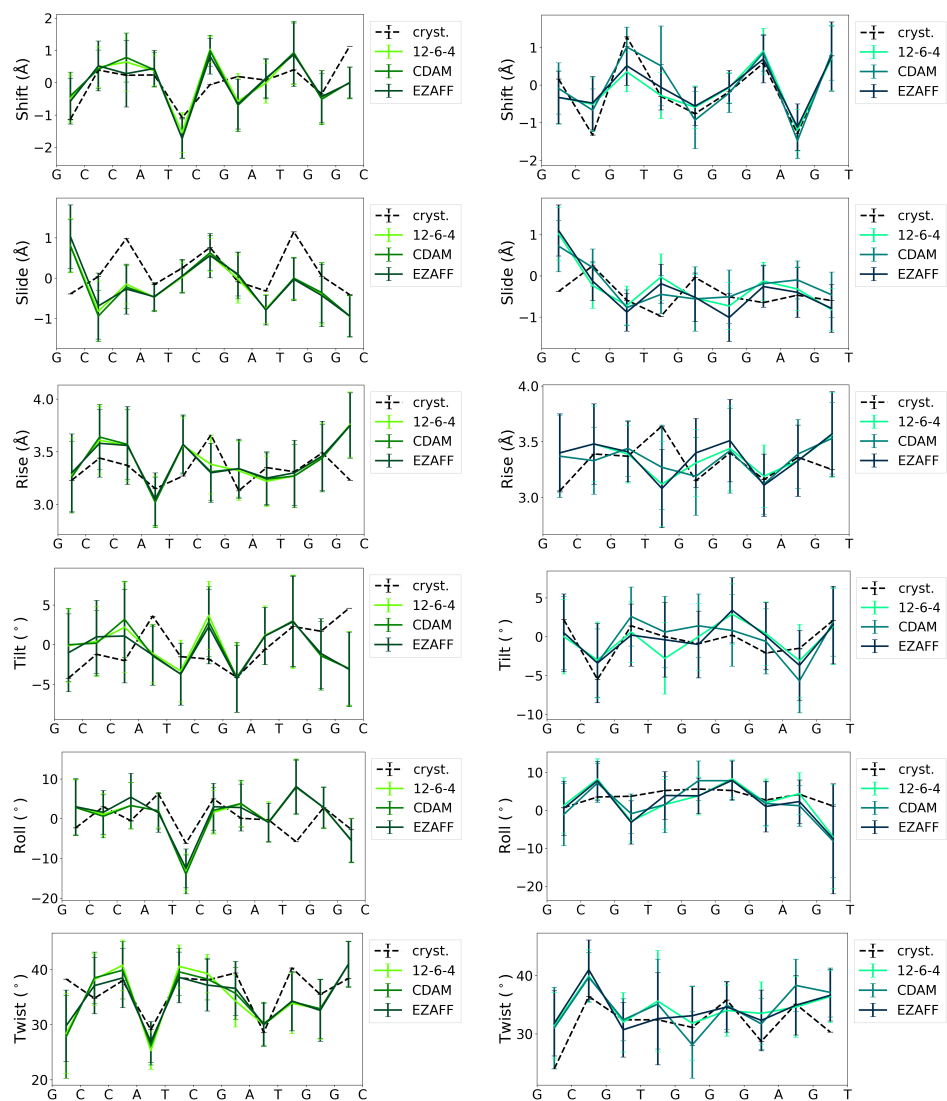 2
1
0
−1
−2
Shift (Å)
G C C A T C G A T G G C
cryst.
12-6-4
CDAM
EZAFF
1
0
−1
−2
Shift (Å)
G C G T G G G A G T
cryst.
12-6-4
CDAM
EZAFF
1
0
−1
Slide (Å)
G C C A T C G A T G G C
cryst.
12-6-4
CDAM
EZAFF
1
0
−1
Slide (Å)
G C G T G G G A G T
cryst.
12-6-4
CDAM
EZAFF
4.0
3.5
3.0
Rise (Å)
G C C A T C G A T G G C
cryst.
12-6-4
CDAM
EZAFF
4.0
3.5
3.0
Rise (Å)
G C G T G G G A G T
cryst.
12-6-4
CDAM
EZAFF
5
0
−5
Tilt (°)
G C C A T C G A T G G C
cryst.
12-6-4
CDAM
EZAFF
5
0
−5
−10
Tilt (°)
G C G T G G G A G T
cryst.
12-6-4
CDAM
EZAFF
10
0
−10
−20
Roll (°)
G C C A T C G A T G G C
cryst.
12-6-4
CDAM
EZAFF
10
0
−10
−20
Roll (°)
G C G T G G G A G T
cryst.
12-6-4
CDAM
EZAFF
40
30
20
Twist (°)
G C C A T C G A T G G C
cryst.
12-6-4
CDAM
EZAFF
40
30
Twist (°)
G C G T G G G A G T
cryst.
12-6-4
CDAM
EZAFF